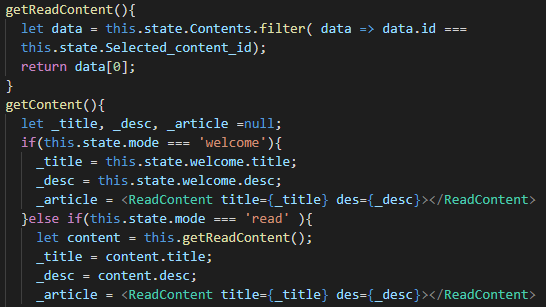 getReadContent(){
let data = this.state.Contents.filter( data => data.id ===
this.state.Selected_content_id);
return data[0];
}
getContent(){
let _title, _desc, _article =null;
if(this.state.mode === 'welcome'){
_title = this.state.welcome.title;
_desc = this.state.welcome.desc;
_article = <ReadContent title={_title} des={_desc}></ReadContent>
}else if(this.state.mode === 'read' ){
let content = this.getReadContent();
_title = content.title;
_desc = content.desc;
_article = <ReadContent title={_title} des={_desc}></ReadContent>